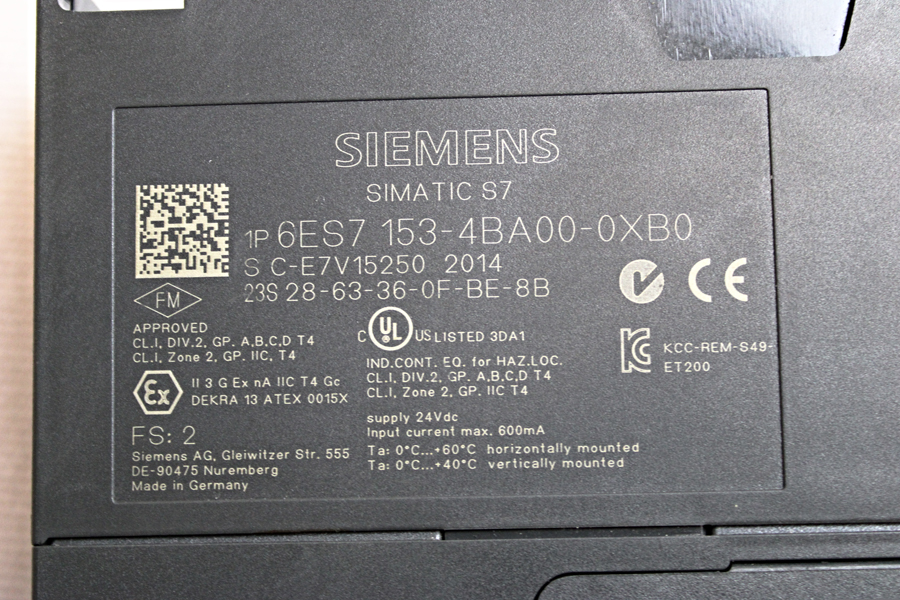 SIEMENS
SIMATIC S7
1P 6ES7 153-4BA00-0XB0
S C-E7V15250 2014
23S 28-63-36-0F-BE-8B
FM
APPROVED
CL.I, DIV.2, GP. A,B,C,D T4
CL.I, Zone 2, GP. IIC, T4
Ex
II 3 G Ex nA IIC T4 Gc
DEKRA 13 ATEX 0015X
FS: 2
Siemens AG, Gleiwitzer Str. 555
DE-90475 Nuremberg
Made in Germany
C UL US LISTED 3DA1
IND.CONT. EQ. for HAZ.LOC.
CL.I, DIV.2, GP. A,B,C,D T4
CL.I, Zone 2, GP. IIC T4
supply 24Vdc
Input current max. 600mA
Ta: 0°C...+60°C horizontally mounted
Ta: 0°C...+40°C vertically mounted
CE
KCC-REM-S49-
ET200